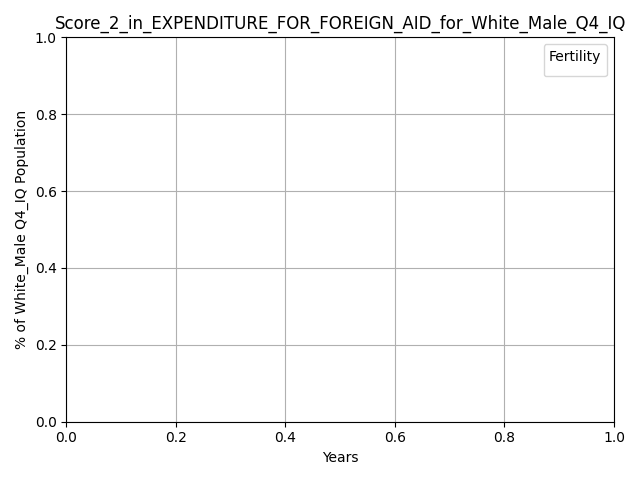 Score_2_in_EXPENDITURE_FOR_FOREIGN_AID_for_White_Male_Q4_IQ
Fertility
% of White_Male Q4_IQ Population
1.0
0.8
0.6
0.4
0.2
0.0
0.0 0.2 0.4 0.6 0.8 1.0
Years